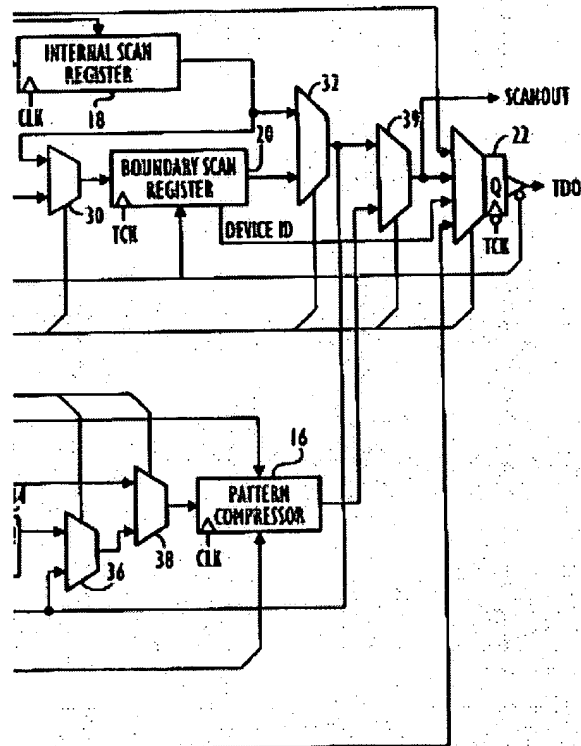 INTERNAL SCAN
REGISTER
CLK
18
32
SCANOUT
39
20
22
BOUNDARY SCAN
REGISTER
30
TCK
DEVICE ID
Q
TDO
TCK
16
PATTERN
COMPRESSOR
38
CLK
36